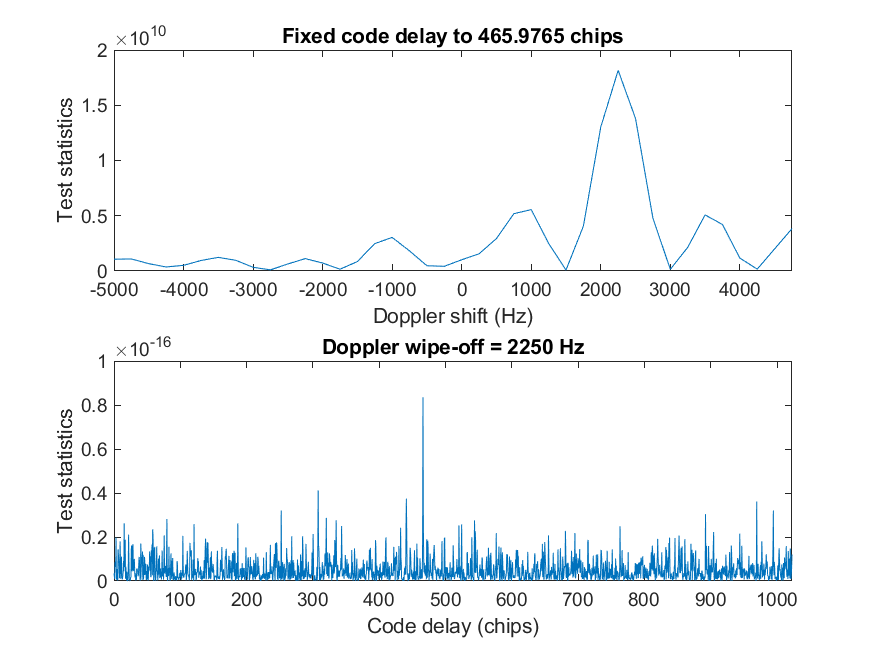 Fixed code delay to 465.9765 chips
×10^10
2
1.5
1
0.5
0
Test statistics
-5000 -4000 -3000 -2000 -1000 0 1000 2000 3000 4000
Doppler shift (Hz)
Doppler wipe-off = 2250 Hz
×10^-16
1
0.8
0.6
0.4
0.2
0
Test statistics
0 100 200 300 400 500 600 700 800 900 1000
Code delay (chips)